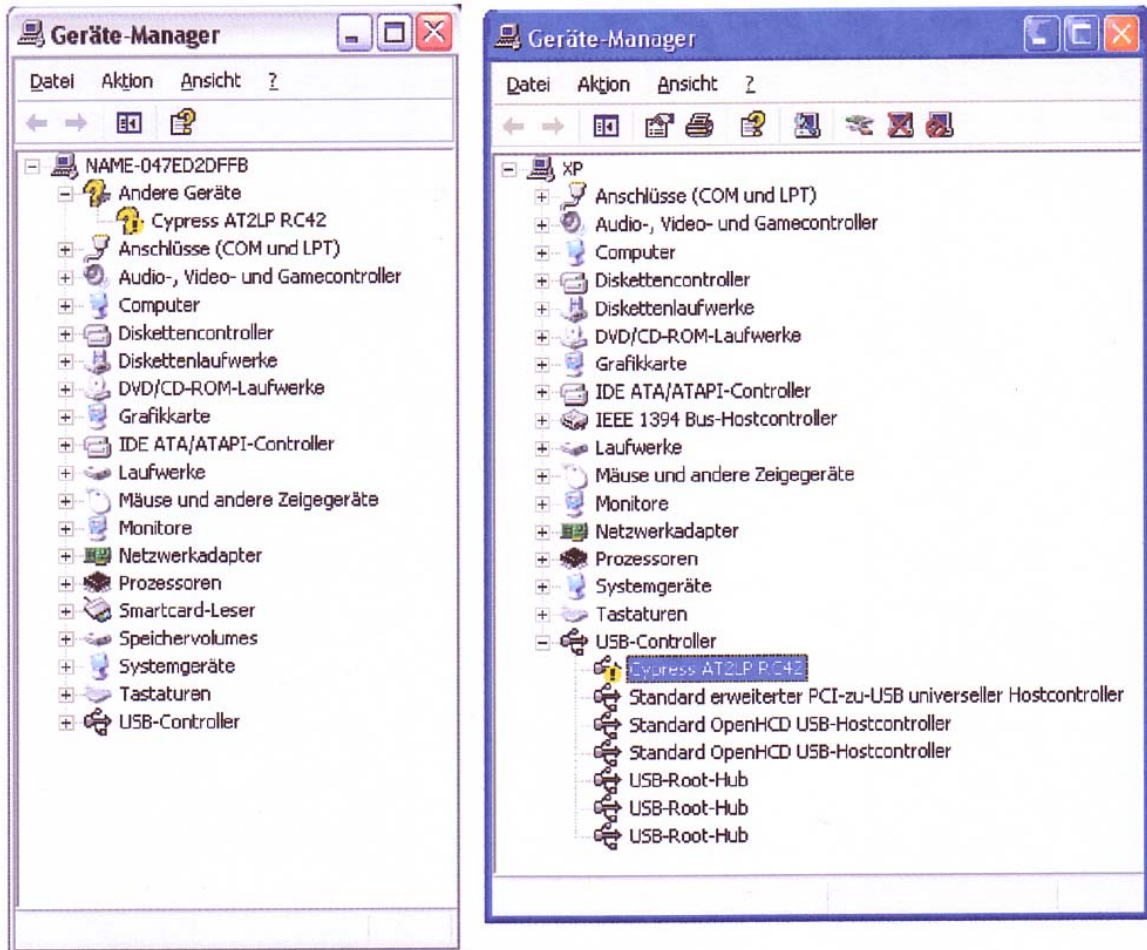 Geräte-Manager
Datei Aktion Ansicht ?
NAME-047ED2DFFB
Andere Geräte
Cypress AT2LP RC42
Anschlüsse (COM und LPT)
Audio-, Video- und Gamecontroller
Computer
Diskettencontroller
Diskettenlaufwerke
DVD/CD-ROM-Laufwerke
Grafikkarte
IDE ATA/ATAPI-Controller
Laufwerke
Mäuse und andere Zeigegeräte
Monitore
Netzwerkadapter
Prozessoren
Smartcard-Leser
Speichervolumes
Systemgeräte
Tastaturen
USB-Controller
Geräte-Manager
Datei Aktion Ansicht ?
XP
Anschlüsse (COM und LPT)
Audio-, Video- und Gamecontroller
Computer
Diskettencontroller
Diskettenlaufwerke
DVD/CD-ROM-Laufwerke
Grafikkarte
IDE ATA/ATAPI-Controller
IEEE 1394 Bus-Hostcontroller
Laufwerke
Mäuse und andere Zeigegeräte
Monitore
Netzwerkadapter
Prozessoren
Systemgeräte
Tastaturen
USB-Controller
Cypress AT2LP RC42
Standard erweiterter PCI-zu-USB universeller Hostcontroller
Standard OpenHCD USB-Hostcontroller
Standard OpenHCD USB-Hostcontroller
USB-Root-Hub
USB-Root-Hub
USB-Root-Hub